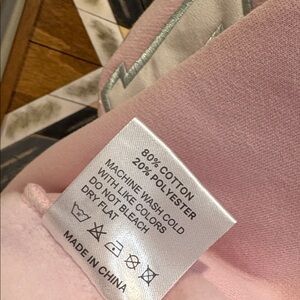 80% COTTON
20% POLYESTER
MACHINE WASH COLD
WITH LIKE COLORS
DO NOT BLEACH
DRY FLAT
MADE IN CHINA